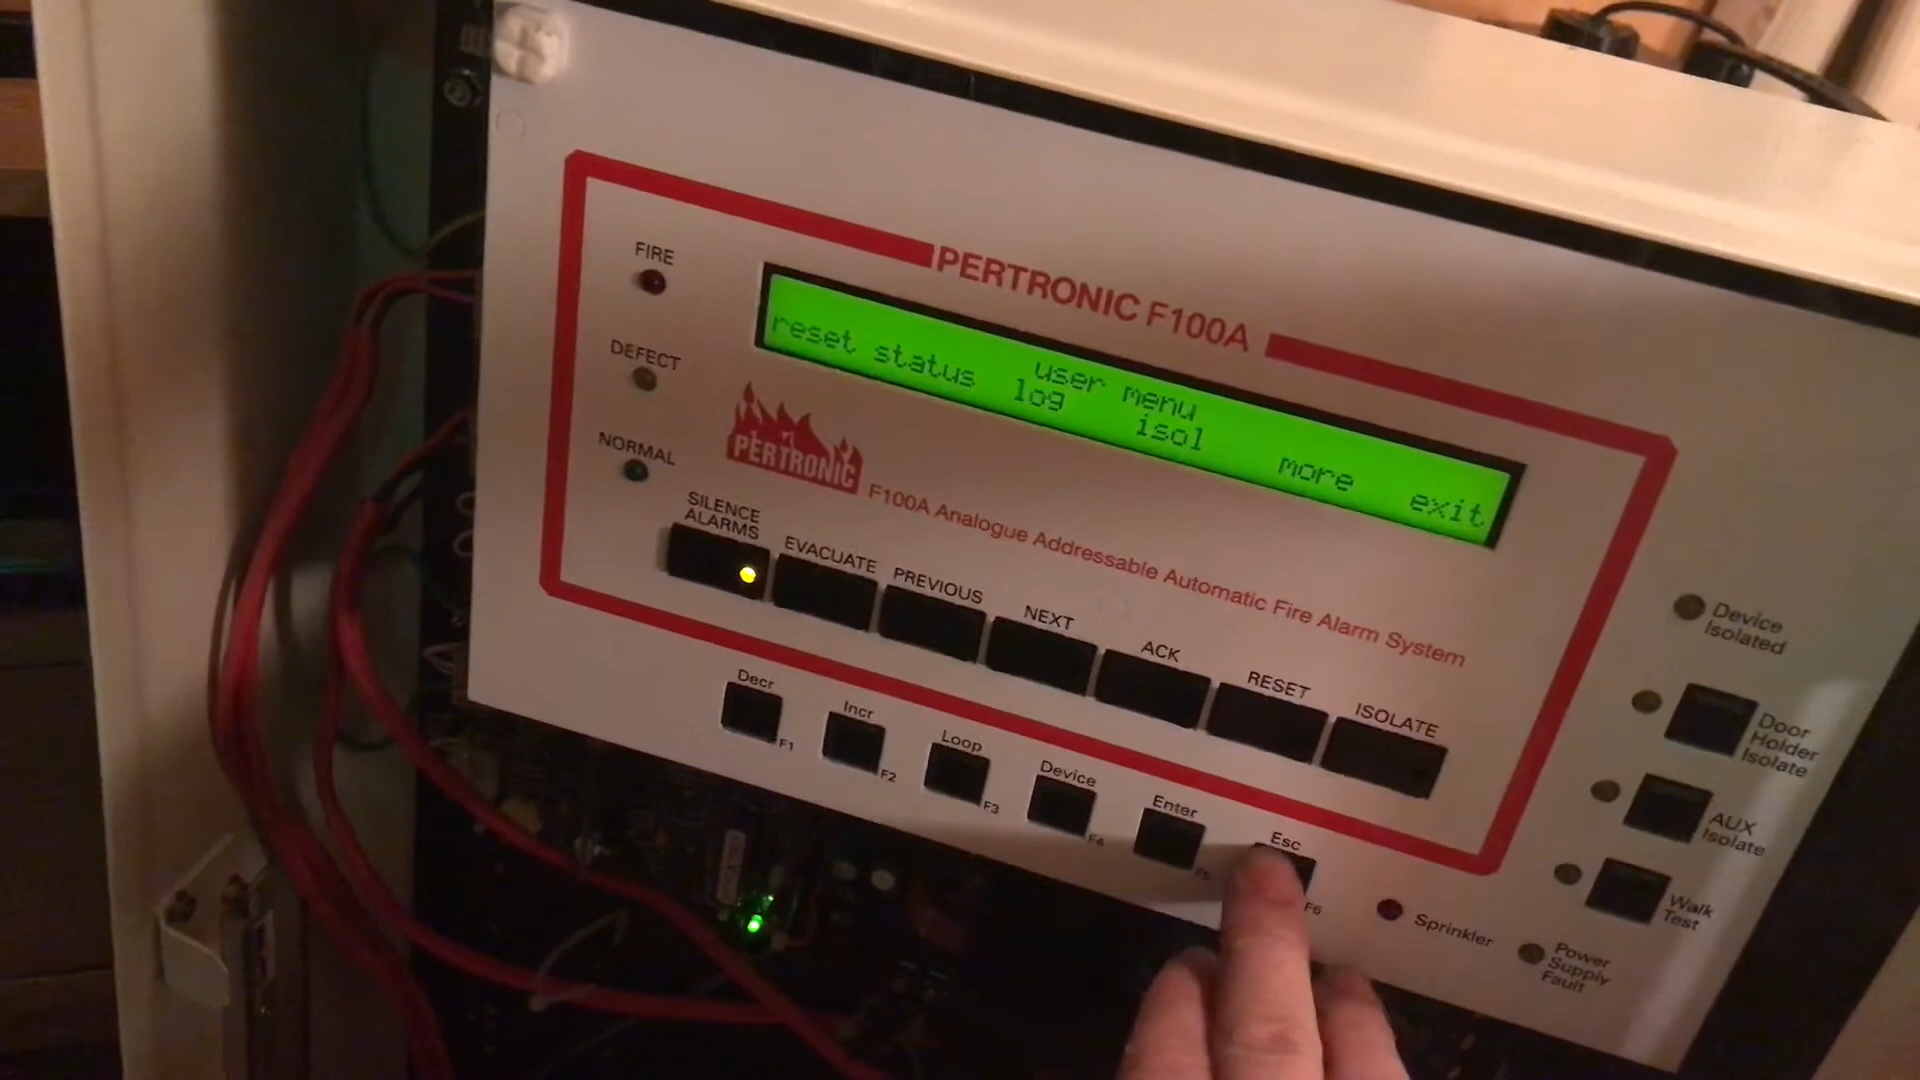 PERTRONIC F100A
FIRE
DEFECT
NORMAL
user menu
reset status log isol more exit
PERTRONIC
F100A Analogue Addressable Automatic Fire Alarm System
SILENCE
ALARMS
EVACUATE
PREVIOUS
NEXT
ACK
RESET
ISOLATE
Decr
F1
Incr
F2
Loop
F3
Device
F4
Enter
F5
Esc
F6
Device
Isolated
Door
Holder
Isolate
AUX
Isolate
Walk
Test
Sprinkler
Power
Supply
Fault